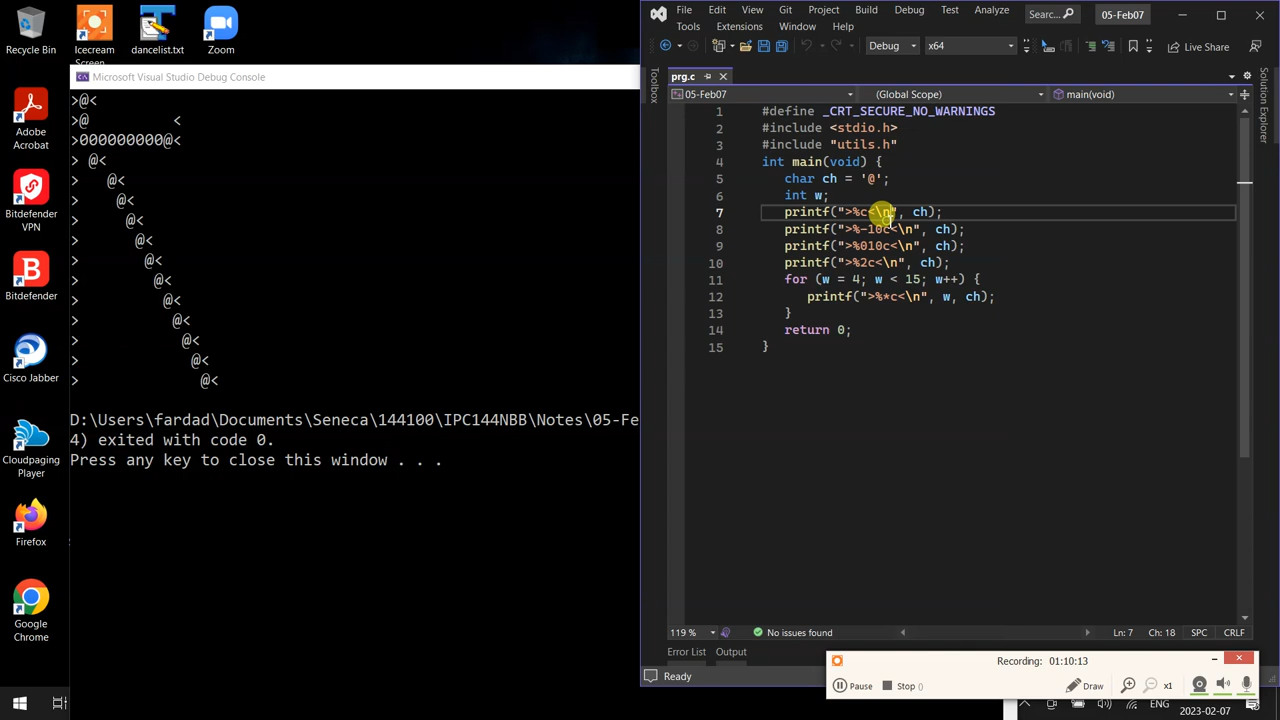 Recycle Bin
Icecream
Screen
dancelist.txt
Zoom
Adobe
Acrobat
Bitdefender
VPN
Bitdefender
Cisco Jabber
Cloudpaging
Player
Firefox
Google
Chrome
Microsoft Visual Studio Debug Console
>@<
>@         <
>000000000@<
> @<
>   @<
>    @<
>     @<
>      @<
>       @<
>        @<
>         @<
>          @<
>           @<
>            @<
>             @<
D:\Users\fardad\Documents\Seneca\144100\IPC144NBB\Notes\05-Fe
4) exited with code 0.
Press any key to close this window . . .
File Edit View Git Project Build Debug Test Analyze
Tools Extensions Window Help
Searc...
05-Feb07
Debug x64
Live Share
Toolbox
Solution Explorer
prg.c
05-Feb07 (Global Scope) main(void)
1 #define _CRT_SECURE_NO_WARNINGS
2 #include <stdio.h>
3 #include "utils.h"
4 int main(void) {
5 char ch = '@';
6 int w;
7 printf(">%c<\n", ch);
8 printf(">%-10c<\n", ch);
9 printf(">%010c<\n", ch);
10 printf(">%2c<\n", ch);
11 for (w = 4; w < 15; w++) {
12 printf(">%*c<\n", w, ch);
13 }
14 return 0;
15 }
119 % No issues found Ln: 7 Ch: 18 SPC CRLF
Error List Output
Ready
Recording: 01:10:13
Pause Stop () Draw x1
ENG 2023-02-07